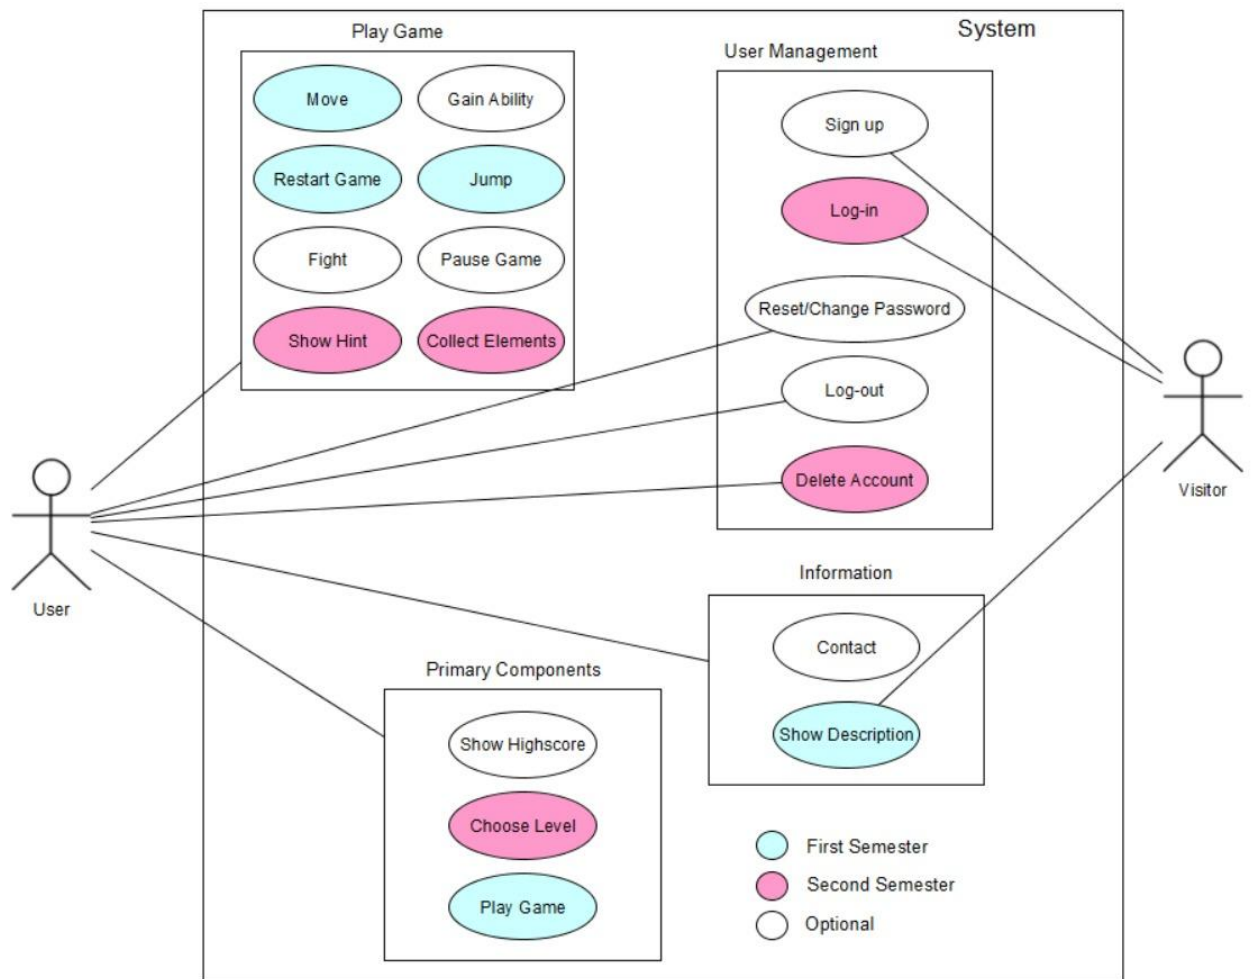 System
Play Game
Move
Gain Ability
Restart Game
Jump
Fight
Pause Game
Show Hint
Collect Elements
User Management
Sign up
Log-in
Reset/Change Password
Log-out
Delete Account
User
Visitor
Information
Contact
Show Description
Primary Components
Show Highscore
Choose Level
Play Game
First Semester
Second Semester
Optional